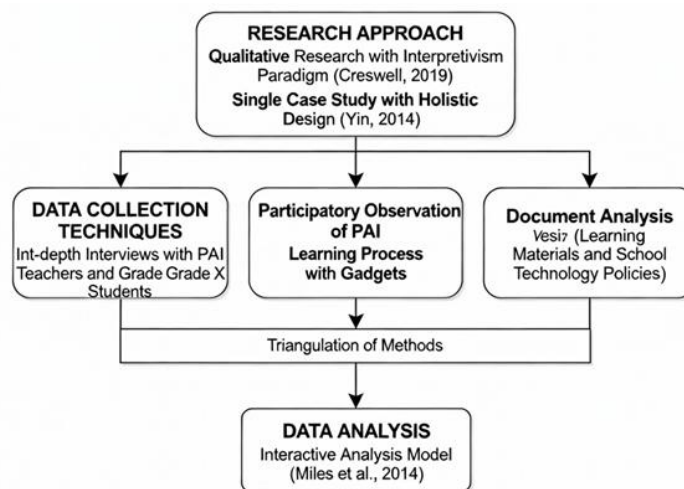 RESEARCH APPROACH
Qualitative Research with Interpretivism
Paradigm (Creswell, 2019)
Single Case Study with Holistic
Design (Yin, 2014)
DATA COLLECTION
TECHNIQUES
Int-depth Interviews with PAI
Teachers and Grade Grade X
Students
Participatory Observation
of PAI
Learning Process
with Gadgets
Document Analysis
(Learning
Materials and School
Technology Policies)
Triangulation of Methods
DATA ANALYSIS
Interactive Analysis Model
(Miles et al., 2014)